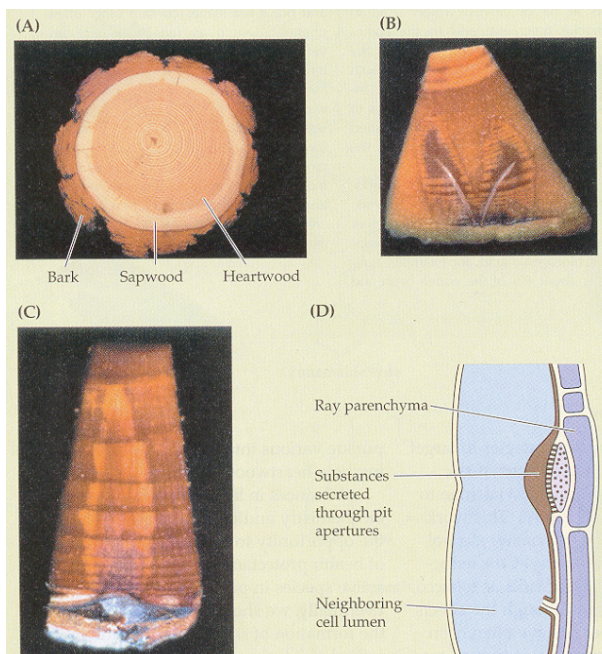 (A)
(B)
Bark
Sapwood
Heartwood
(C)
(D)
Ray parenchyma
Substances
secreted
through pit
apertures
Neighboring
cell lumen